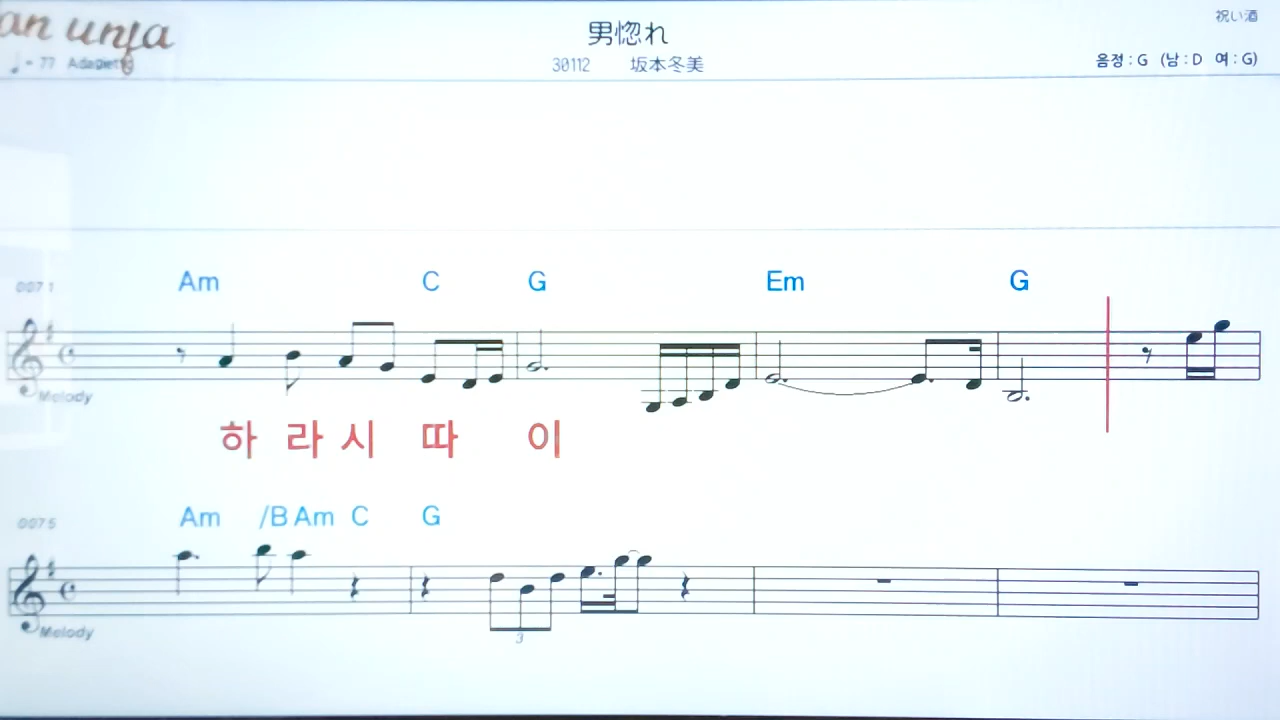 男惚れ
祝い酒
♩= 77 Adagietto
30112 坂本冬美
음정 : G (남 : D 여 : G)
0071
Am C G Em G
Melody
하 라 시 따 이
0075
Am /B Am C G
Melody
3